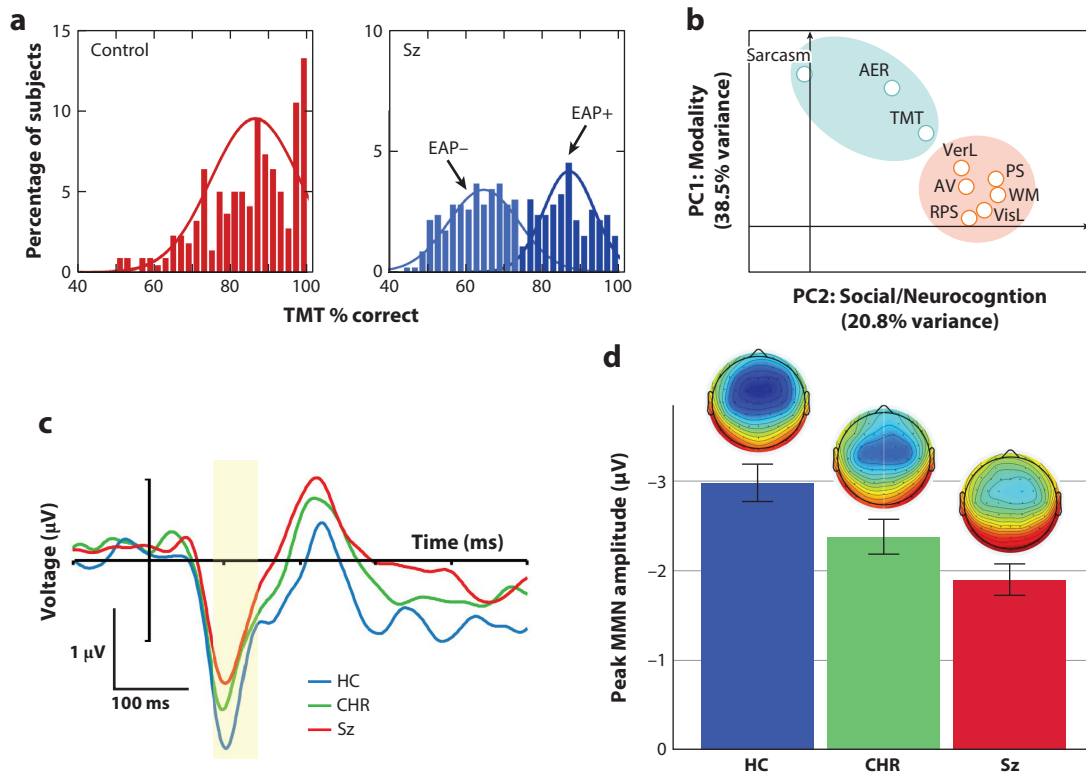 a
Control
Percentage of subjects
15
10
5
0
40
60
80
100
Sz
EAP–
EAP+
10
5
0
40
60
80
100
TMT % correct
b
Sarcasm
AER
TMT
VerL
PS
AV
WM
RPS
VisL
PC1: Modality
(38.5% variance)
PC2: Social/Neurocogntion
(20.8% variance)
c
Voltage (µV)
Time (ms)
1 µV
100 ms
HC
CHR
Sz
d
Peak MMN amplitude (µV)
–3
–2
–1
0
HC
CHR
Sz